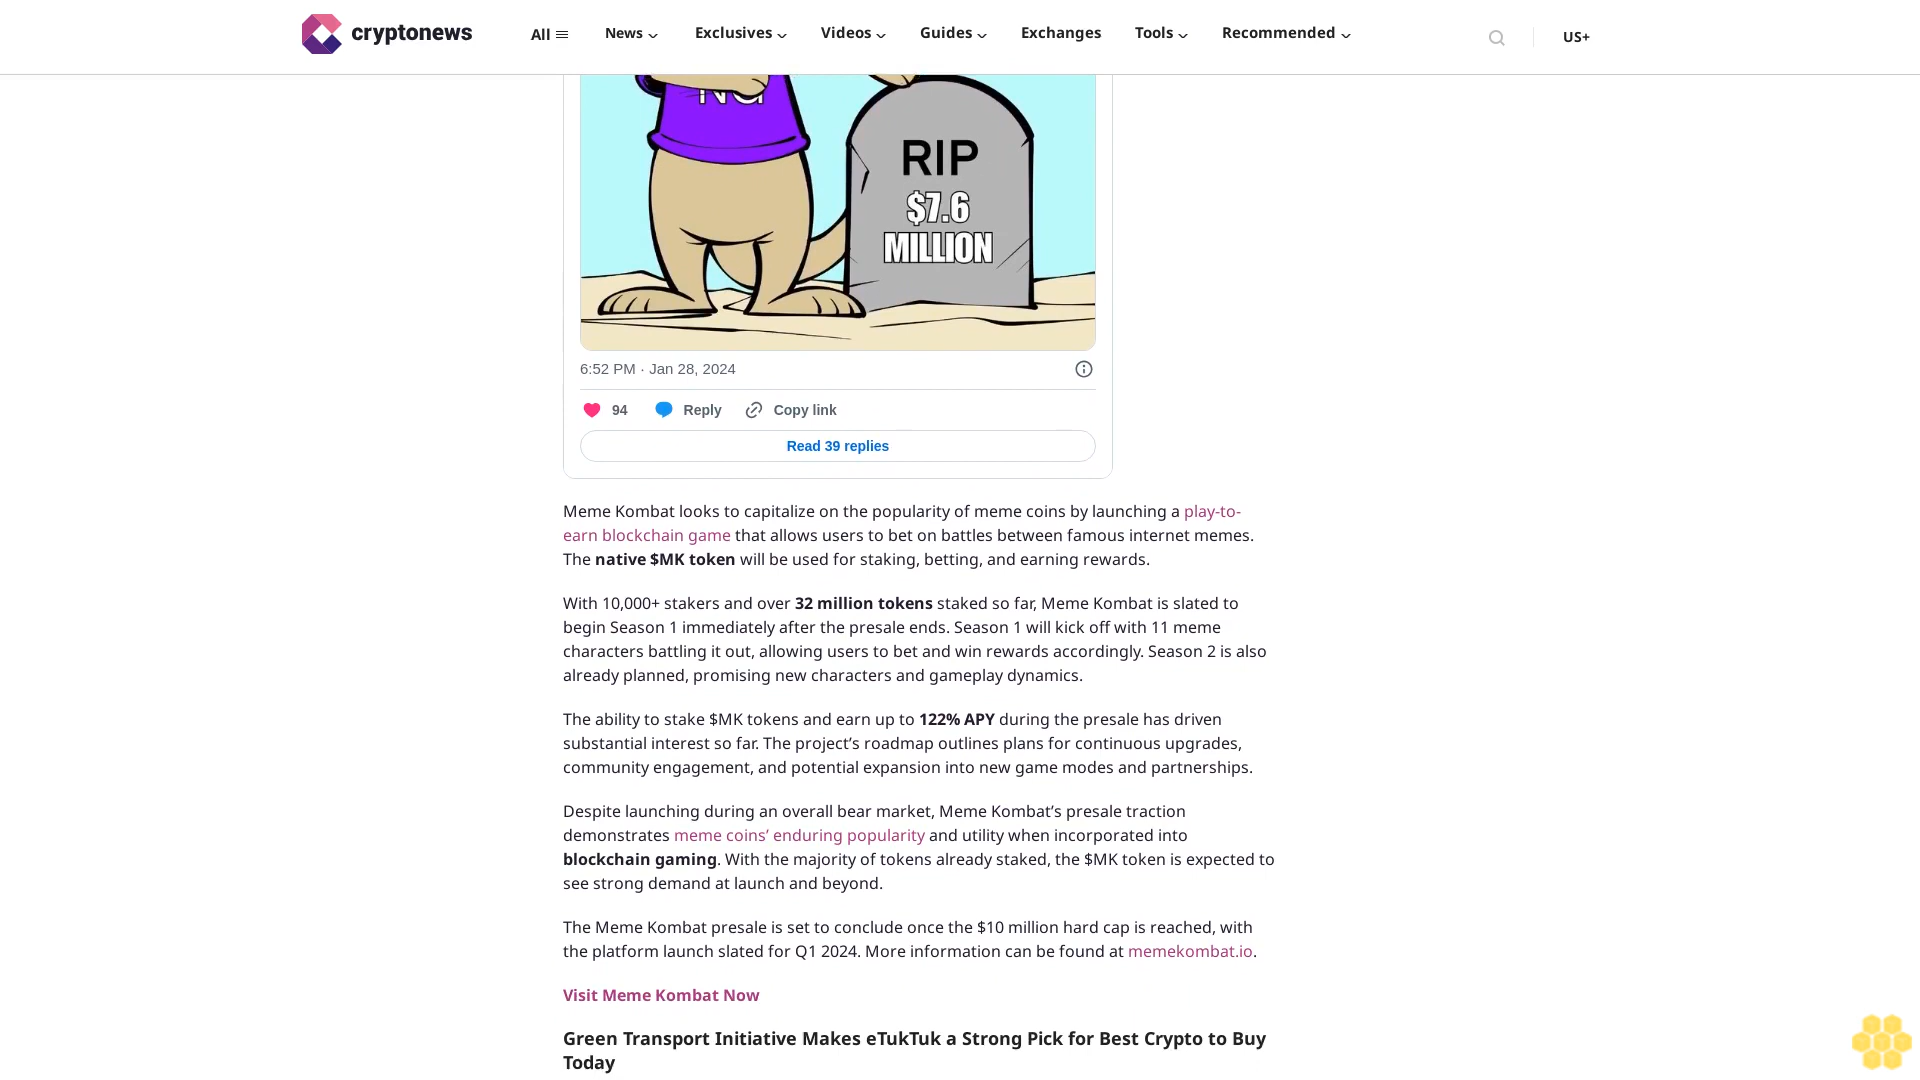 cryptonews
All
News
Exclusives
Videos
Guides
Exchanges
Tools
Recommended
US+
NG
RIP
$7.6
MILLION
6:52 PM · Jan 28, 2024
94
Reply
Copy link
Read 39 replies
Meme Kombat looks to capitalize on the popularity of meme coins by launching a play-to-
earn blockchain game that allows users to bet on battles between famous internet memes.
The native $MK token will be used for staking, betting, and earning rewards.
With 10,000+ stakers and over 32 million tokens staked so far, Meme Kombat is slated to
begin Season 1 immediately after the presale ends. Season 1 will kick off with 11 meme
characters battling it out, allowing users to bet and win rewards accordingly. Season 2 is also
already planned, promising new characters and gameplay dynamics.
The ability to stake $MK tokens and earn up to 122% APY during the presale has driven
substantial interest so far. The project’s roadmap outlines plans for continuous upgrades,
community engagement, and potential expansion into new game modes and partnerships.
Despite launching during an overall bear market, Meme Kombat’s presale traction
demonstrates meme coins’ enduring popularity and utility when incorporated into
blockchain gaming. With the majority of tokens already staked, the $MK token is expected to
see strong demand at launch and beyond.
The Meme Kombat presale is set to conclude once the $10 million hard cap is reached, with
the platform launch slated for Q1 2024. More information can be found at memekombat.io.
Visit Meme Kombat Now
Green Transport Initiative Makes eTukTuk a Strong Pick for Best Crypto to Buy
Today